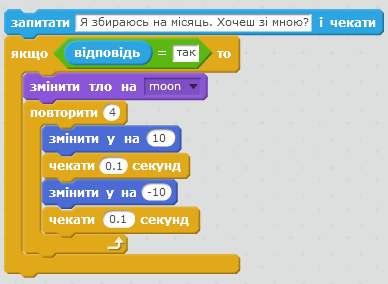 запитати Я збираюсь на місяць. Хочеш зі мною? і чекати
якщо відповідь = так то
змінити тло на moon
повторити 4
змінити y на 10
чекати 0.1 секунд
змінити y на -10
чекати 0.1 секунд